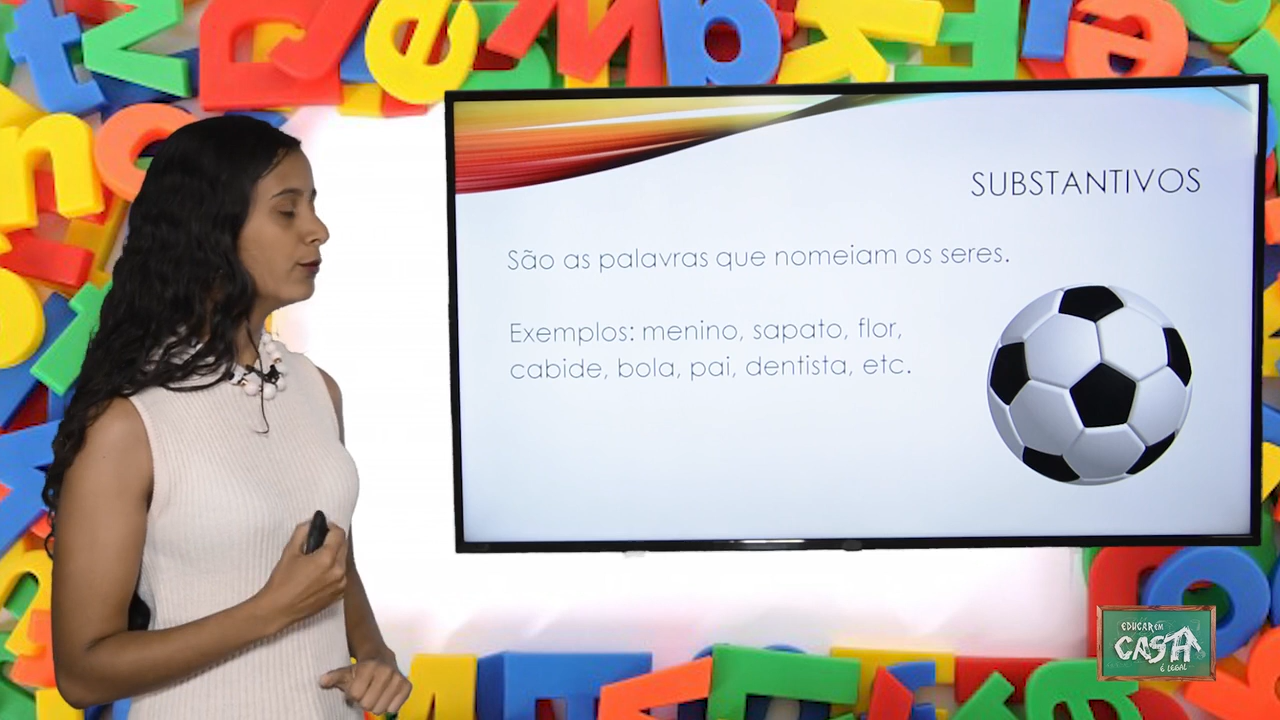 SUBSTANTIVOS
São as palavras que nomeiam os seres.
Exemplos: menino, sapato, flor,
cabide, bola, pai, dentista, etc.
EDUCAR EM
CASA
É LEGAL